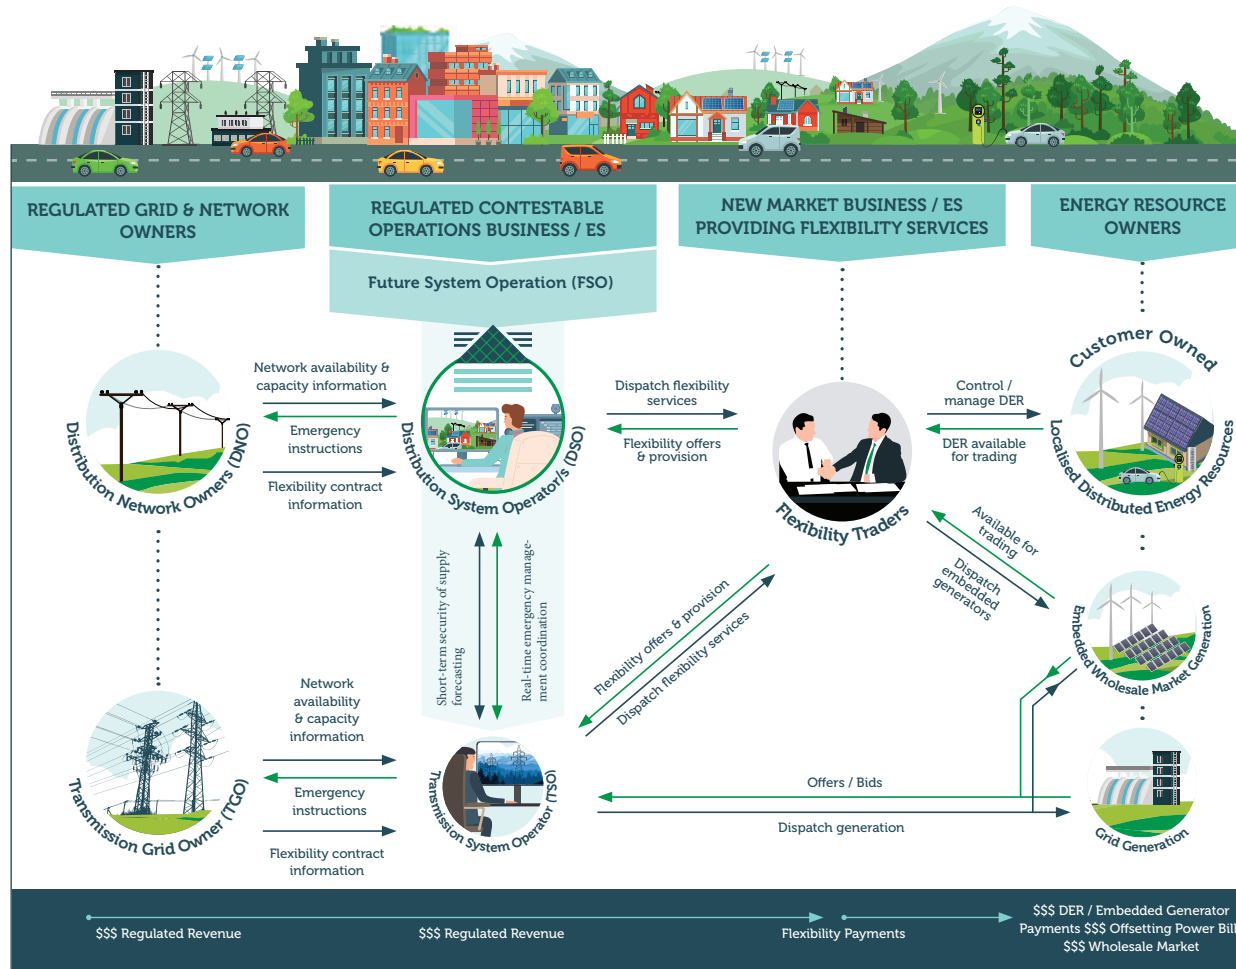 REGULATED GRID & NETWORK
OWNERS
REGULATED CONTESTABLE
OPERATIONS BUSINESS / ES
Future System Operation (FSO)
NEW MARKET BUSINESS / ES
PROVIDING FLEXIBILITY SERVICES
ENERGY RESOURCE
OWNERS
Distribution Network Owners (DNO)
Network availability &
capacity information
Emergency
instructions
Flexibility contract
information
Distribution System Operator/s (DSO)
Dispatch flexibility
services
Flexibility offers
& provision
Flexibility Traders
Control /
manage DER
DER available
for trading
Customer Owned
Localised Distributed Energy Resources
Short-term security of supply
forecasting
Real-time emergency manage-
ment coordination
Flexibility offers & provision
Dispatch flexibility services
Available for
trading
Dispatch
embedded
generators
Embedded Wholesale Market Generation
Transmission Grid Owner (TGO)
Network
availability
& capacity
information
Emergency
instructions
Flexibility contract
information
Transmission System Operator (TSO)
Offers / Bids
Dispatch generation
Grid Generation
$$$ Regulated Revenue
$$$ Regulated Revenue
Flexibility Payments
$$$ DER / Embedded Generator
Payments $$$ Offsetting Power Bill
$$$ Wholesale Market